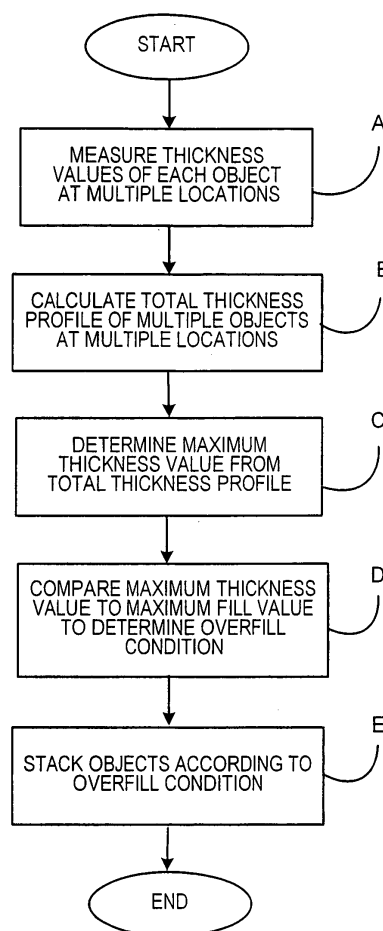 START
A
MEASURE THICKNESS
VALUES OF EACH OBJECT
AT MULTIPLE LOCATIONS
B
CALCULATE TOTAL THICKNESS
PROFILE OF MULTIPLE OBJECTS
AT MULTIPLE LOCATIONS
C
DETERMINE MAXIMUM
THICKNESS VALUE FROM
TOTAL THICKNESS PROFILE
D
COMPARE MAXIMUM THICKNESS
VALUE TO MAXIMUM FILL VALUE
TO DETERMINE OVERFILL
CONDITION
E
STACK OBJECTS ACCORDING TO
OVERFILL CONDITION
END